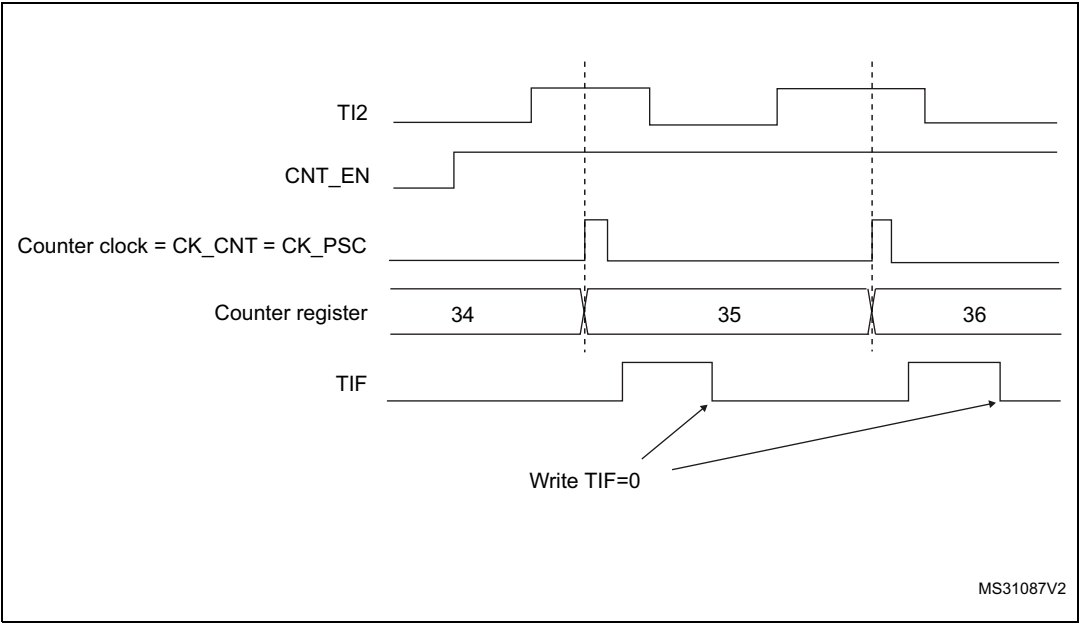 TI2
CNT_EN
Counter clock = CK_CNT = CK_PSC
Counter register
34
35
36
TIF
Write TIF=0
MS31087V2